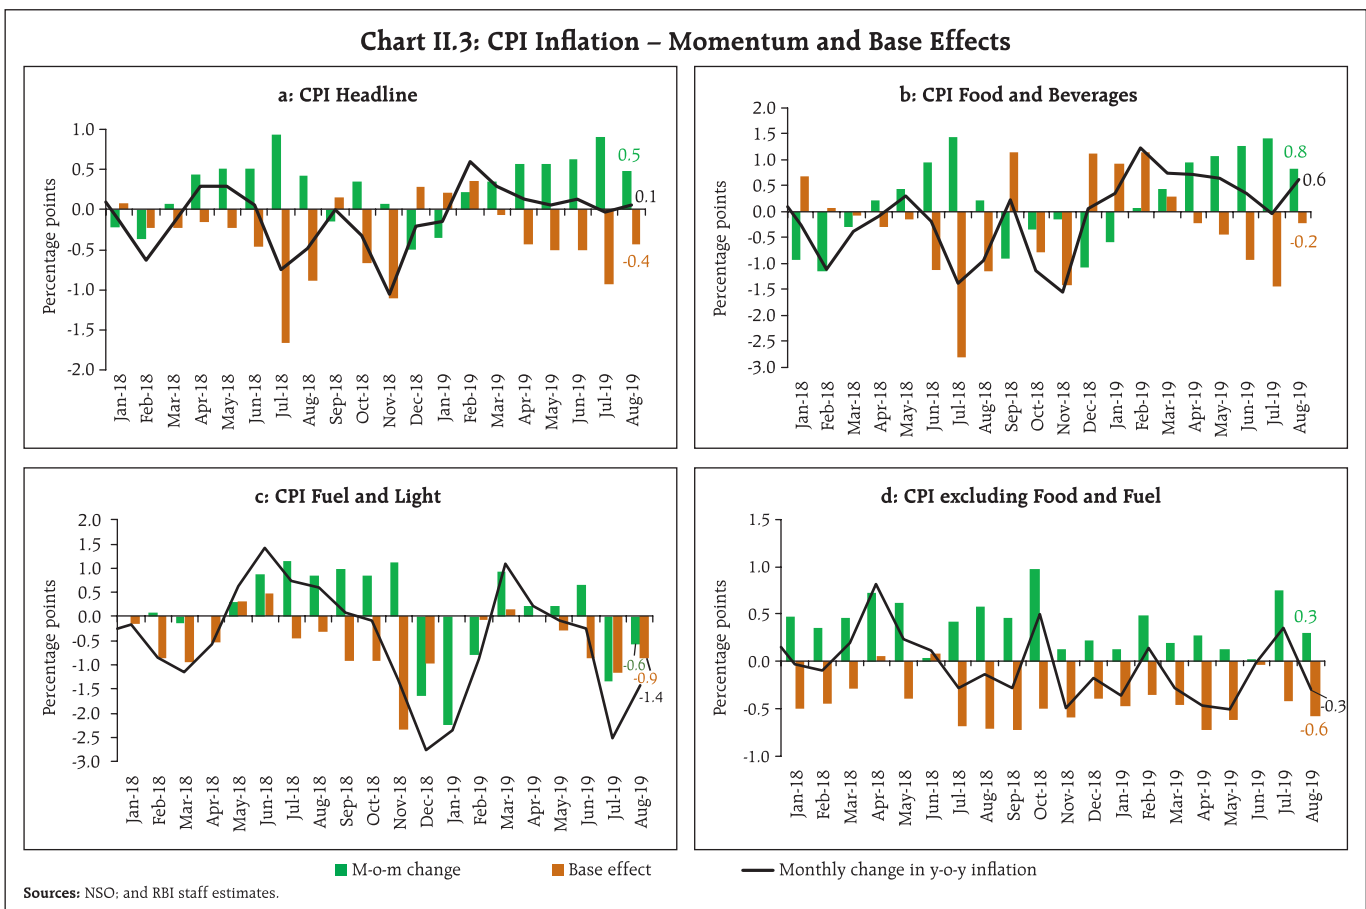 Chart II.3: CPI Inflation – Momentum and Base Effects
a: CPI Headline
Percentage points
1.0
0.5
0.0
-0.5
-1.0
-1.5
-2.0
0.5
0.1
-0.4
Jan-18
Feb-18
Mar-18
Apr-18
May-18
Jun-18
Jul-18
Aug-18
Sep-18
Oct-18
Nov-18
Dec-18
Jan-19
Feb-19
Mar-19
Apr-19
May-19
Jun-19
Jul-19
Aug-19
b: CPI Food and Beverages
Percentage points
2.0
1.5
1.0
0.5
0.0
-0.5
-1.0
-1.5
-2.0
-2.5
-3.0
0.8
0.6
-0.2
Jan-18
Feb-18
Mar-18
Apr-18
May-18
Jun-18
Jul-18
Aug-18
Sep-18
Oct-18
Nov-18
Dec-18
Jan-19
Feb-19
Mar-19
Apr-19
May-19
Jun-19
Jul-19
Aug-19
c: CPI Fuel and Light
Percentage points
2.0
1.5
1.0
0.5
0.0
-0.5
-1.0
-1.5
-2.0
-2.5
-3.0
-0.6
-0.9
-1.4
Jan-18
Feb-18
Mar-18
Apr-18
May-18
Jun-18
Jul-18
Aug-18
Sep-18
Oct-18
Nov-18
Dec-18
Jan-19
Feb-19
Mar-19
Apr-19
May-19
Jun-19
Jul-19
Aug-19
d: CPI excluding Food and Fuel
Percentage points
1.5
1.0
0.5
0.0
-0.5
-1.0
0.3
-0.3
-0.6
Jan-18
Feb-18
Mar-18
Apr-18
May-18
Jun-18
Jul-18
Aug-18
Sep-18
Oct-18
Nov-18
Dec-18
Jan-19
Feb-19
Mar-19
Apr-19
May-19
Jun-19
Jul-19
Aug-19
M-o-m change
Base effect
Monthly change in y-o-y inflation
Sources: NSO; and RBI staff estimates.